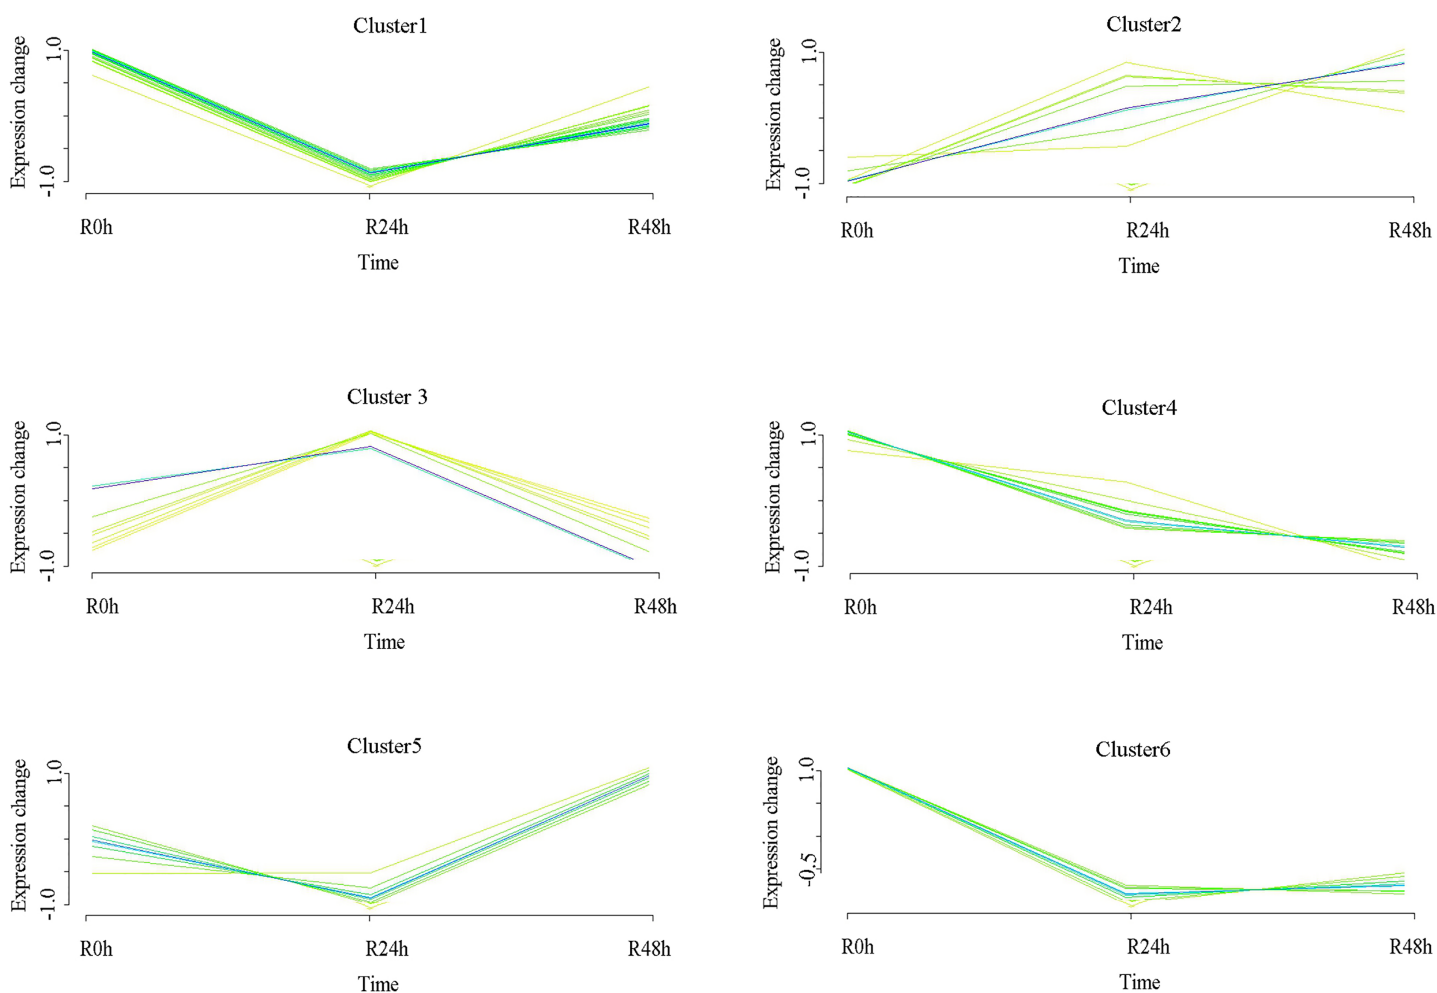 Cluster1
Expression change
1.0
-1.0
R0h R24h R48h
Time
Cluster2
Expression change
1.0
-1.0
R0h R24h R48h
Time
Cluster 3
Expression change
1.0
-1.0
R0h R24h R48h
Time
Cluster4
Expression change
1.0
-1.0
R0h R24h R48h
Time
Cluster5
Expression change
1.0
-1.0
R0h R24h R48h
Time
Cluster6
Expression change
1.0
-0.5
R0h R24h R48h
Time